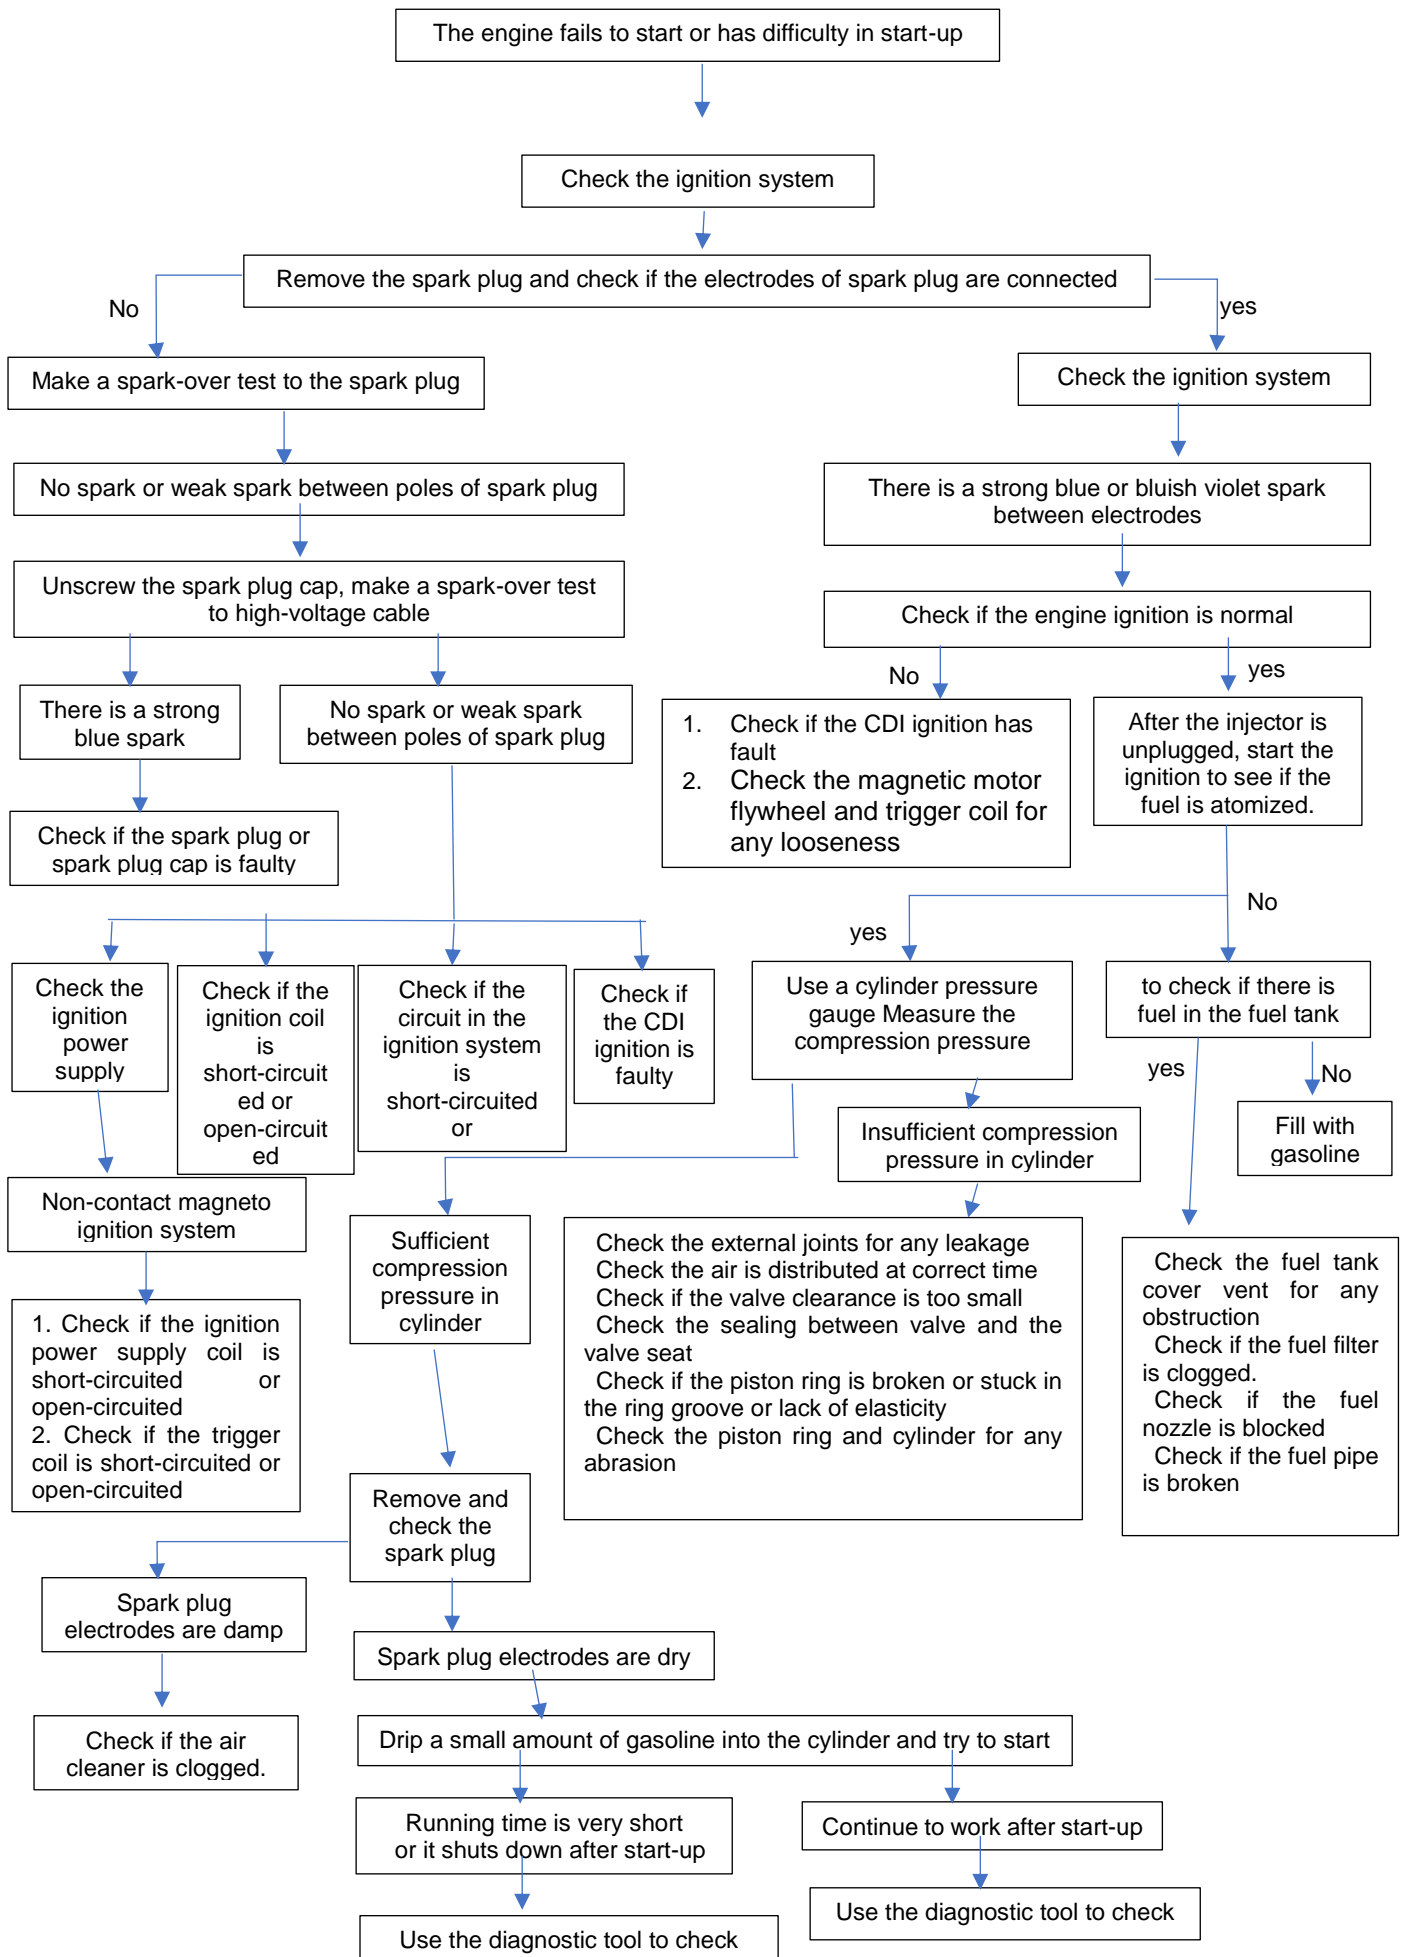 The engine fails to start or has difficulty in start-up
Check the ignition system
Remove the spark plug and check if the electrodes of spark plug are connected
No
yes
Make a spark-over test to the spark plug
Check the ignition system
No spark or weak spark between poles of spark plug
There is a strong blue or bluish violet spark
between electrodes
Unscrew the spark plug cap, make a spark-over test
to high-voltage cable
Check if the engine ignition is normal
No
yes
There is a strong
blue spark
No spark or weak spark
between poles of spark plug
1. Check if the CDI ignition has
fault
2. Check the magnetic motor
flywheel and trigger coil for
any looseness
After the injector is
unplugged, start the
ignition to see if the
fuel is atomized.
Check if the spark plug or
spark plug cap is faulty
yes
No
Check the
ignition
power
supply
Check if the
ignition coil
is
short-circuit
ed or
open-circuit
ed
Check if the
circuit in the
ignition system
is
short-circuited
or
Check if
the CDI
ignition is
faulty
Use a cylinder pressure
gauge Measure the
compression pressure
to check if there is
fuel in the fuel tank
yes
No
Insufficient compression
pressure in cylinder
Fill with
gasoline
Non-contact magneto
ignition system
Sufficient
compression
pressure in
cylinder
Check the external joints for any leakage
Check the air is distributed at correct time
Check if the valve clearance is too small
Check the sealing between valve and the
valve seat
Check if the piston ring is broken or stuck in
the ring groove or lack of elasticity
Check the piston ring and cylinder for any
abrasion
Check the fuel tank
cover vent for any
obstruction
Check if the fuel filter
is clogged.
Check if the fuel
nozzle is blocked
Check if the fuel pipe
is broken
1. Check if the ignition
power supply coil is
short-circuited or
open-circuited
2. Check if the trigger
coil is short-circuited or
open-circuited
Remove and
check the
spark plug
Spark plug
electrodes are damp
Spark plug electrodes are dry
Check if the air
cleaner is clogged.
Drip a small amount of gasoline into the cylinder and try to start
Running time is very short
or it shuts down after start-up
Continue to work after start-up
Use the diagnostic tool to check
Use the diagnostic tool to check